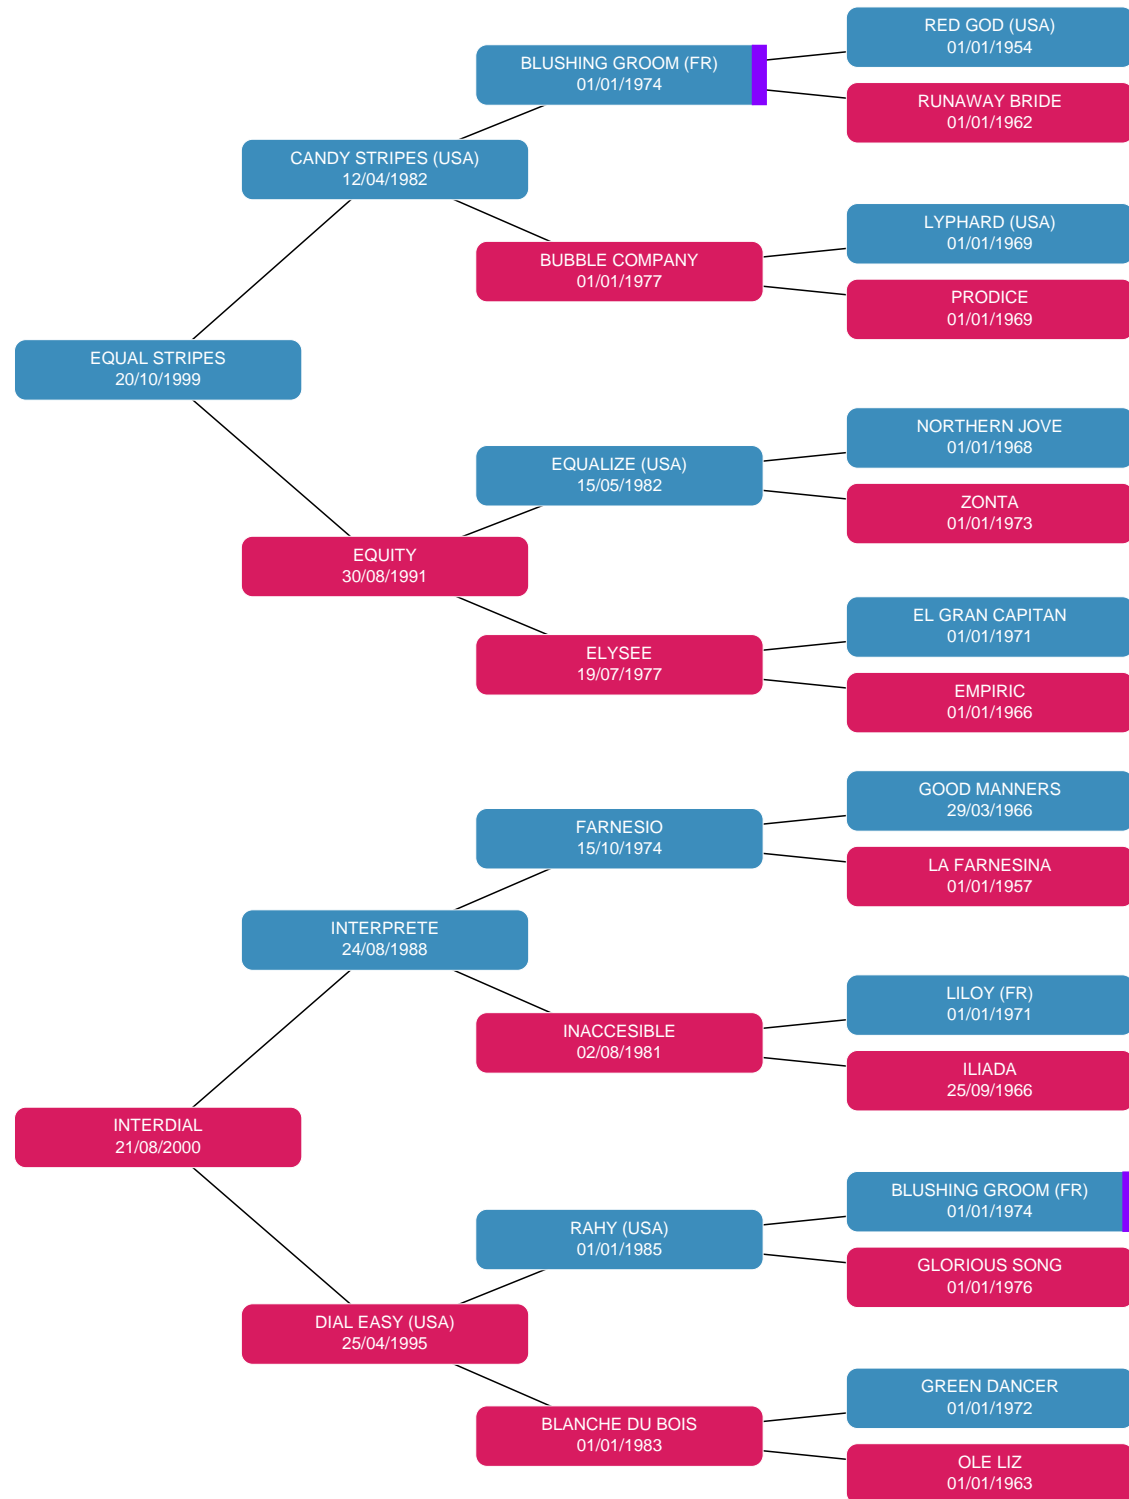 RED GOD (USA)
01/01/1954
BLUSHING GROOM (FR)
01/01/1974
RUNAWAY BRIDE
01/01/1962
CANDY STRIPES (USA)
12/04/1982
LYPHARD (USA)
01/01/1969
BUBBLE COMPANY
01/01/1977
PRODICE
01/01/1969
EQUAL STRIPES
20/10/1999
NORTHERN JOVE
01/01/1968
EQUALIZE (USA)
15/05/1982
ZONTA
01/01/1973
EQUITY
30/08/1991
EL GRAN CAPITAN
01/01/1971
ELYSEE
19/07/1977
EMPIRIC
01/01/1966
GOOD MANNERS
29/03/1966
FARNESIO
15/10/1974
LA FARNESINA
01/01/1957
INTERPRETE
24/08/1988
LILOY (FR)
01/01/1971
INACCESIBLE
02/08/1981
ILIADA
25/09/1966
INTERDIAL
21/08/2000
BLUSHING GROOM (FR)
01/01/1974
RAHY (USA)
01/01/1985
GLORIOUS SONG
01/01/1976
DIAL EASY (USA)
25/04/1995
GREEN DANCER
01/01/1972
BLANCHE DU BOIS
01/01/1983
OLE LIZ
01/01/1963